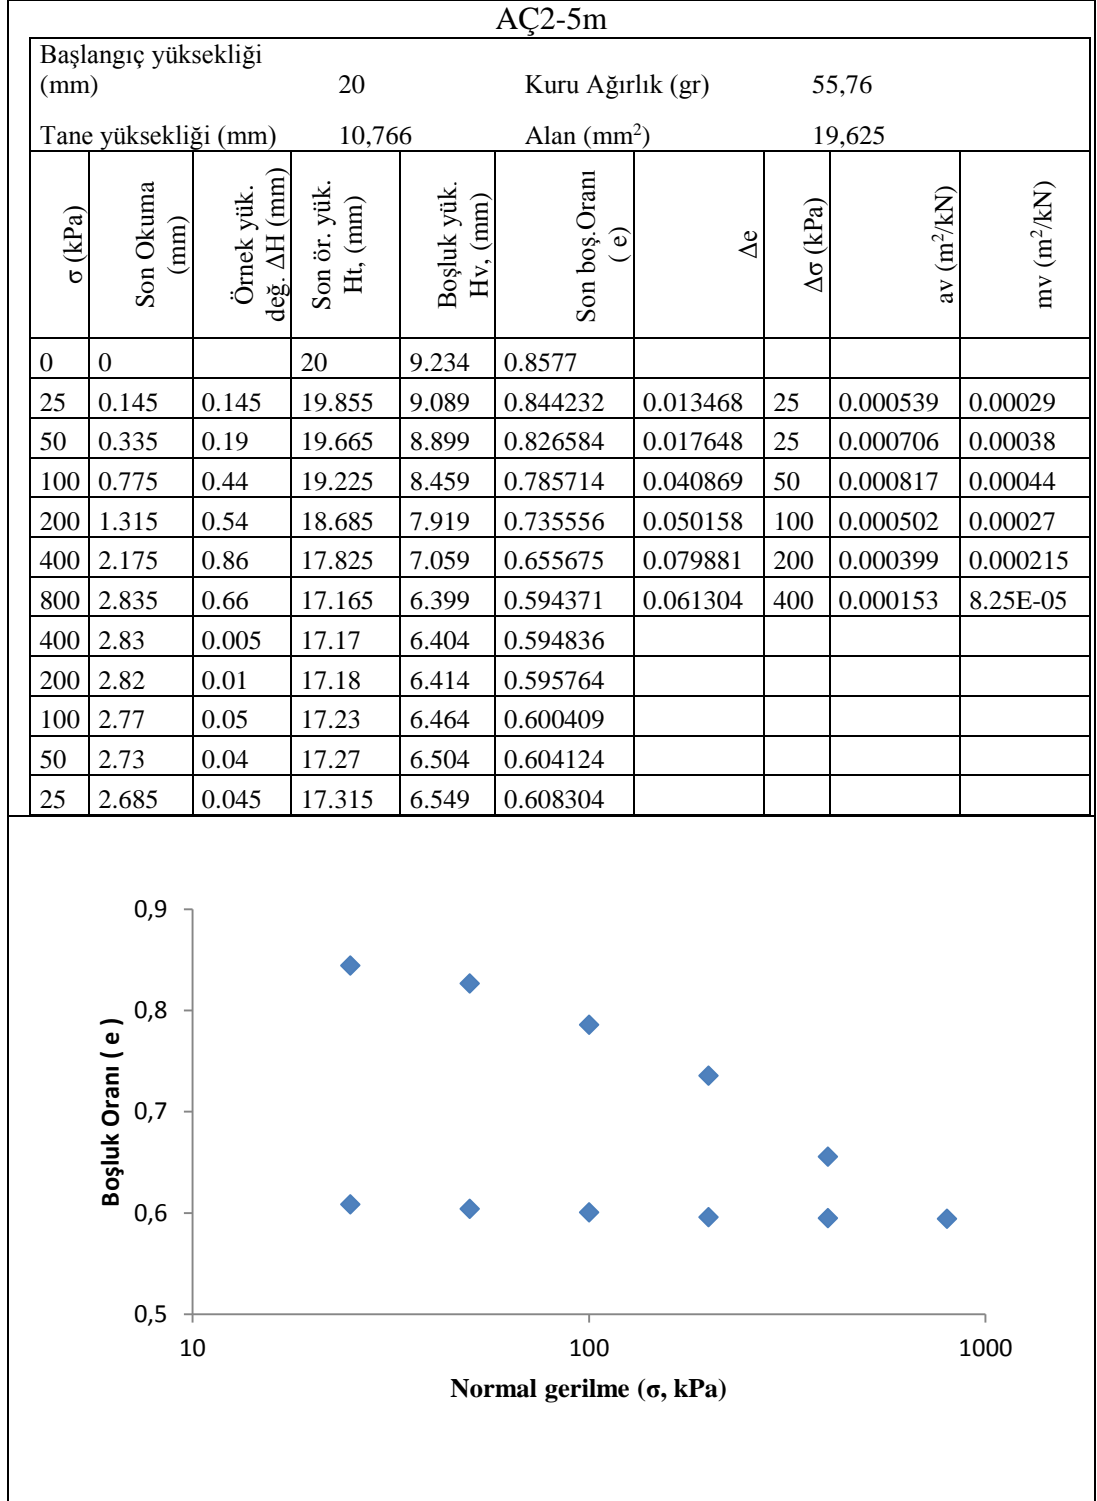 AÇ2-5m
Başlangıç yüksekliği
(mm) 20 Kuru Ağırlık (gr) 55,76
Tane yüksekliği (mm) 10,766 Alan (mm²) 19,625
σ (kPa)
Son Okuma
(mm)
Örnek yük.
değ. ΔH (mm)
Son ör. yük.
Ht, (mm)
Boşluk yük.
Hv, (mm)
Son boş.Oranı
( e)
Δe
Δσ (kPa)
av (m²/kN)
mv (m²/kN)
0 0 20 9.234 0.8577
25 0.145 0.145 19.855 9.089 0.844232 0.013468 25 0.000539 0.00029
50 0.335 0.19 19.665 8.899 0.826584 0.017648 25 0.000706 0.00038
100 0.775 0.44 19.225 8.459 0.785714 0.040869 50 0.000817 0.00044
200 1.315 0.54 18.685 7.919 0.735556 0.050158 100 0.000502 0.00027
400 2.175 0.86 17.825 7.059 0.655675 0.079881 200 0.000399 0.000215
800 2.835 0.66 17.165 6.399 0.594371 0.061304 400 0.000153 8.25E-05
400 2.83 0.005 17.17 6.404 0.594836
200 2.82 0.01 17.18 6.414 0.595764
100 2.77 0.05 17.23 6.464 0.600409
50 2.73 0.04 17.27 6.504 0.604124
25 2.685 0.045 17.315 6.549 0.608304
0,9
0,8
0,7
0,6
0,5
Boşluk Oranı ( e )
10 100 1000
Normal gerilme (σ, kPa)